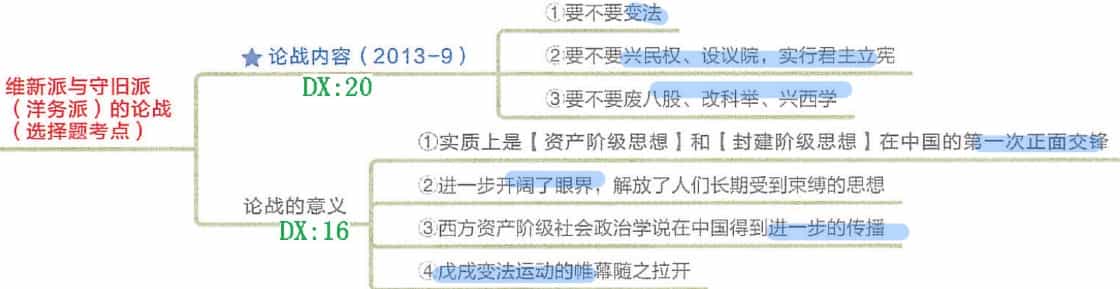 维新派与守旧派
（洋务派）的论战
（选择题考点）
★ 论战内容（2013-9）
DX:20
①要不要变法
②要不要兴民权、设议院，实行君主立宪
③要不要废八股、改科举、兴西学
论战的意义
DX:16
①实质上是【资产阶级思想】和【封建阶级思想】在中国的第一次正面交锋
②进一步开阔了眼界，解放了人们长期受到束缚的思想
③西方资产阶级社会政治学说在中国得到进一步的传播
④戊戌变法运动的帷幕随之拉开